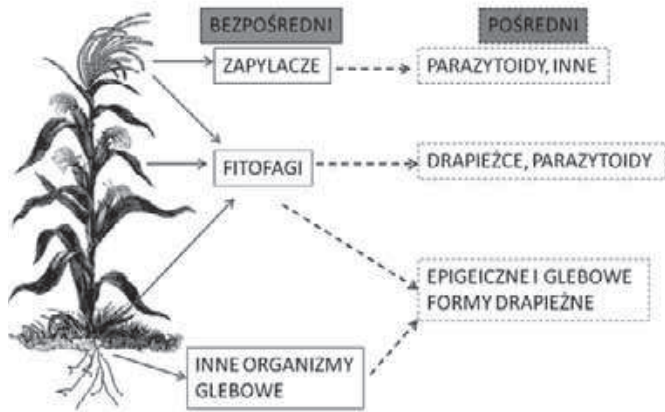 BEZPOŚREDNI
POŚREDNI
ZAPYLACZE
PARAZYTOIDY, INNE
FITOFAGI
DRAPIEŻCE, PARAZYTOIDY
EPIGEICZNE I GLEBOWE
FORMY DRAPIEŻNE
INNE ORGANIZMY
GLEBOWE